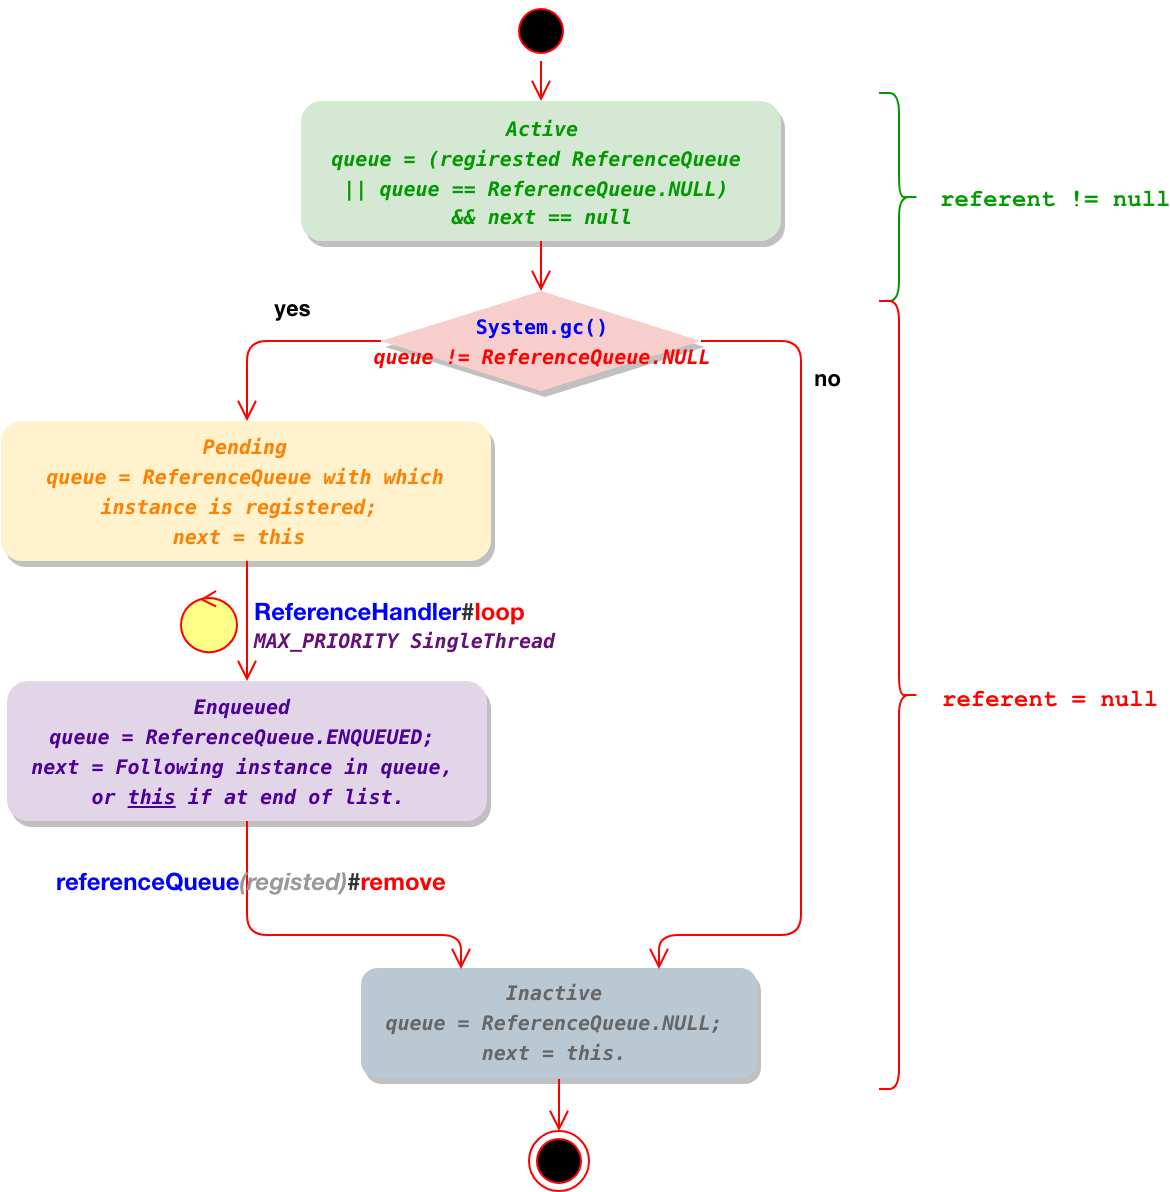 Active
queue = (regirested ReferenceQueue
|| queue == ReferenceQueue.NULL)
&& next == null
referent != null
yes
System.gc()
queue != ReferenceQueue.NULL
no
Pending
queue = ReferenceQueue with which
instance is registered;
next = this
ReferenceHandler#loop
MAX_PRIORITY SingleThread
Enqueued
queue = ReferenceQueue.ENQUEUED;
next = Following instance in queue,
or this if at end of list.
referent = null
referenceQueue(registed)#remove
Inactive
queue = ReferenceQueue.NULL;
next = this.